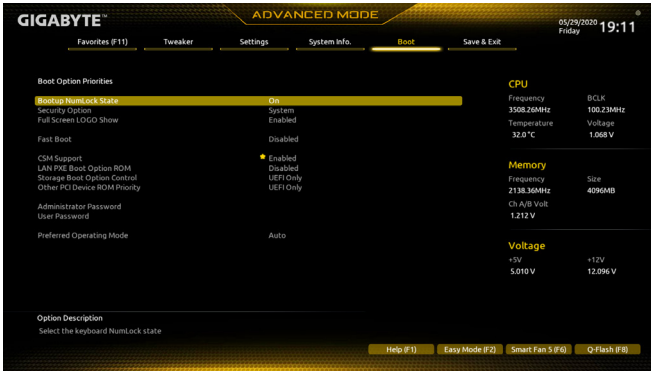 GIGABYTE™
ADVANCED MODE
05/29/2020
Friday
19:11
Favorites (F11) Tweaker Settings System Info. Boot Save & Exit
Boot Option Priorities
Bootup NumLock State On
Security Option System
Full Screen LOGO Show Enabled
Fast Boot Disabled
CSM Support Enabled
LAN PXE Boot Option ROM Disabled
Storage Boot Option Control UEFI Only
Other PCI Device ROM Priority UEFI Only
Administrator Password
User Password
Preferred Operating Mode Auto
CPU
Frequency BCLK
3508.26MHz 100.23MHz
Temperature Voltage
32.0 °C 1.068 V
Memory
Frequency Size
2138.36MHz 4096MB
Ch A/B Volt
1.212 V
Voltage
+5V +12V
5.010 V 12.096 V
Option Description
Select the keyboard NumLock state
Help (F1) Easy Mode (F2) Smart Fan 5 (F6) Q-Flash (F8)